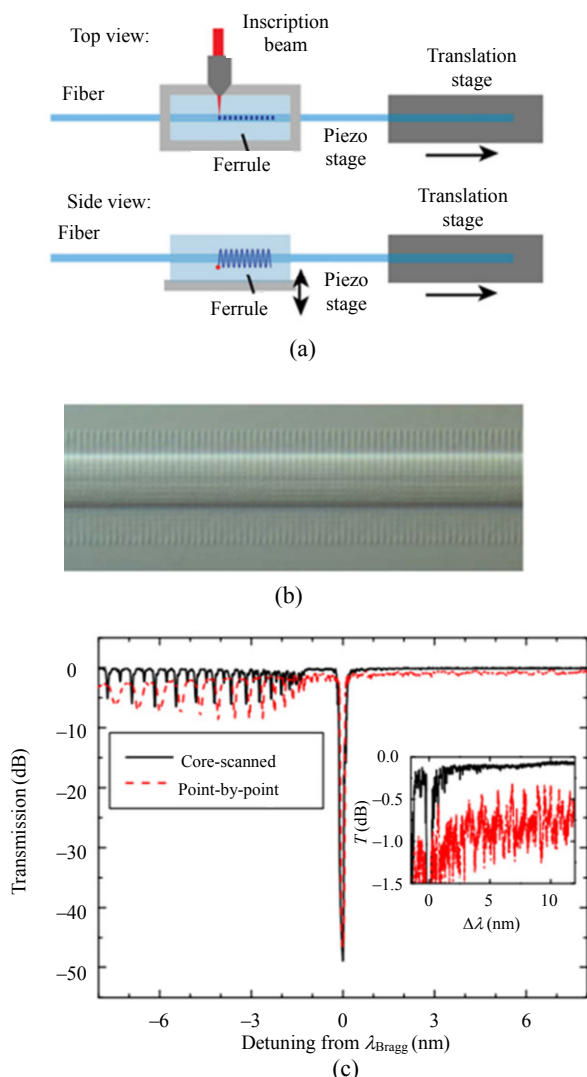 Top view:
Inscription
beam
Translation
stage
Fiber
Ferrule
Piezo
stage
Side view:
Fiber
Translation
stage
Ferrule
Piezo
stage
(a)
(b)
0
−10
−20
−30
−40
−50
Transmission (dB)
Core-scanned
Point-by-point
0.0
−0.5
−1.0
−1.5
T (dB)
0 5 10
Δλ (nm)
−6 −3 0 3 6
Detuning from λBragg (nm)
(c)